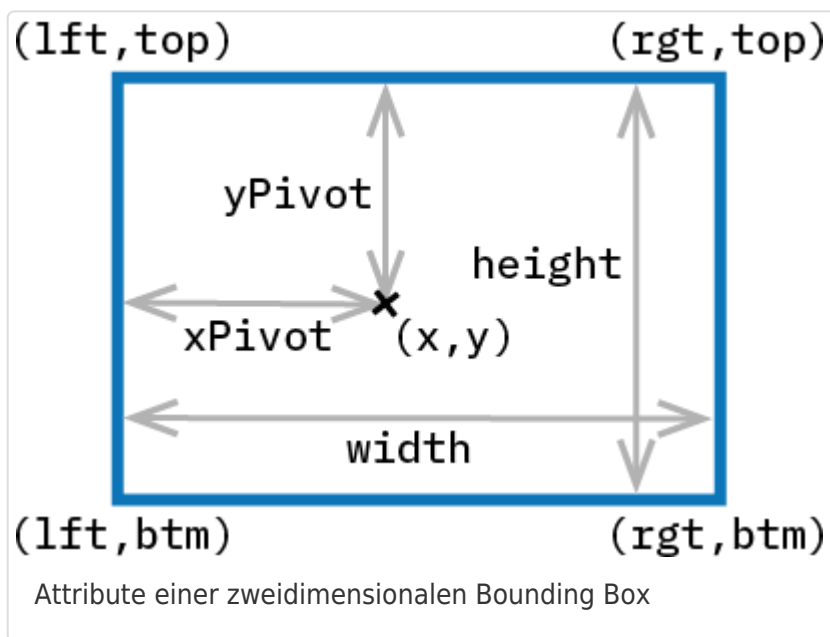 (lft,top) (rgt,top)
yPivot
height
xPivot (x,y)
width
(lft,btm) (rgt,btm)
Attribute einer zweidimensionalen Bounding Box